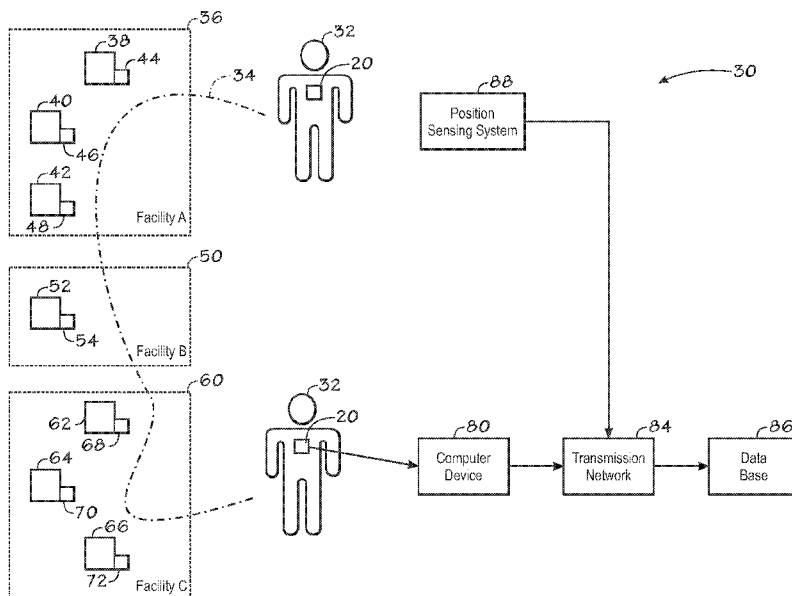 36
38
44
40
46
42
48
Facility A
34
32
20
88
Position
Sensing System
30
50
52
54
Facility B
60
62
68
64
70
66
72
Facility C
32
20
80
Computer
Device
84
Transmission
Network
86
Data
Base